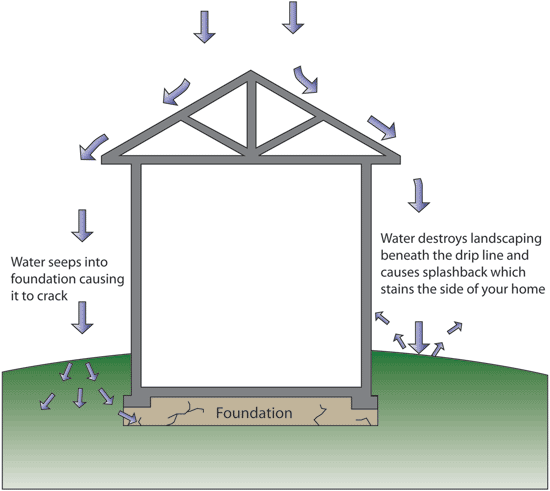 Water seeps into
foundation causing
it to crack
Water destroys landscaping
beneath the drip line and
causes splashback which
stains the side of your home
Foundation